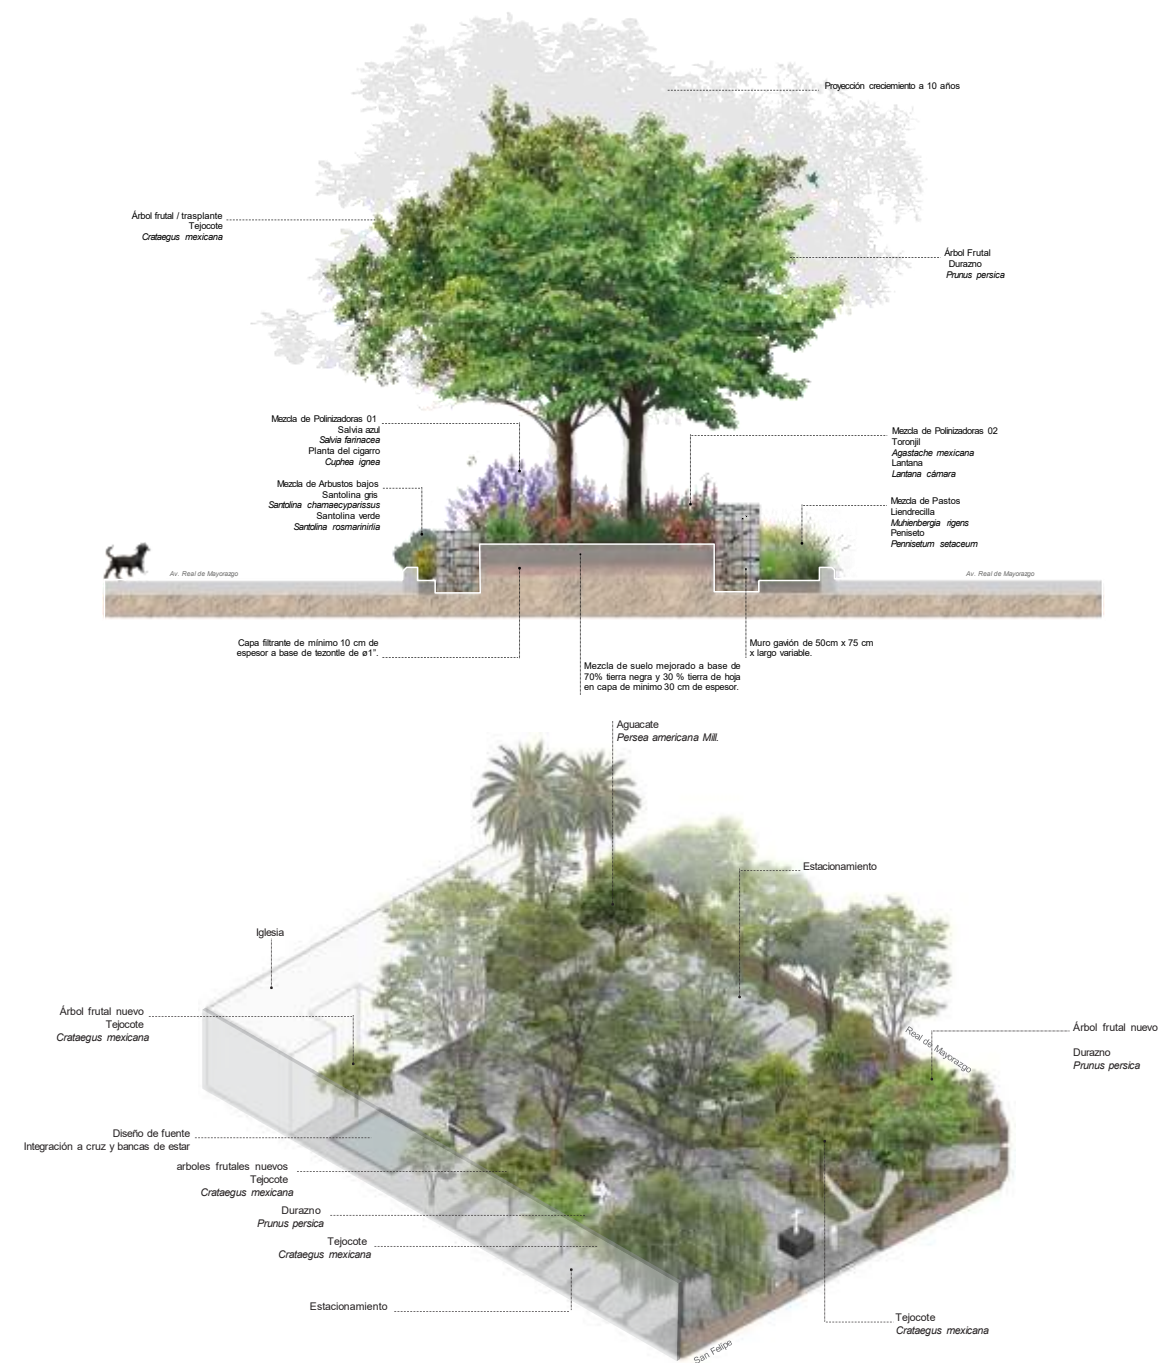 Proyección creciemiento a 10 años
Árbol frutal / trasplante
Tejocote
Crataegus mexicana
Árbol Frutal
Durazno
Prunus persica
Mezcla de Polinizadoras 01
Salvia azul
Salvia farinacea
Planta del cigarro
Cuphea ignea
Mezcla de Polinizadoras 02
Toronjil
Agastache mexicana
Lantana
Lantana cámara
Mezcla de Arbustos bajos
Santolina gris
Santolina chamaecyparissus
Santolina verde
Santolina rosmarinirlia
Mezcla de Pastos
Liendrecilla
Muhlenbergia rigens
Peniseto
Pennisetum setaceum
Av. Real de Mayorazgo
Av. Real de Mayorazgo
Capa filtrante de mínimo 10 cm de
espesor a base de tezontle de ø1".
Muro gavión de 50cm x 75 cm
x largo variable.
Mezcla de suelo mejorado a base de
70% tierra negra y 30 % tierra de hoja
en capa de minimo 30 cm de espesor.
Aguacate
Persea americana Mill.
Estacionamiento
Iglesia
Árbol frutal nuevo
Tejocote
Crataegus mexicana
Real de Mayorazgo
Árbol frutal nuevo
Durazno
Prunus persica
Diseño de fuente
Integración a cruz y bancas de estar
arboles frutales nuevos
Tejocote
Crataegus mexicana
Durazno
Prunus persica
Tejocote
Crataegus mexicana
Estacionamiento
Tejocote
Crataegus mexicana
San Felipe